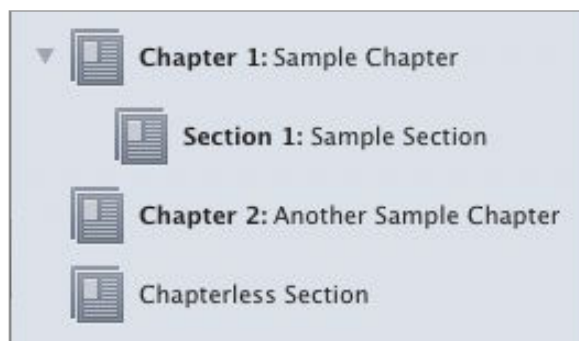 Chapter 1: Sample Chapter
Section 1: Sample Section
Chapter 2: Another Sample Chapter
Chapterless Section